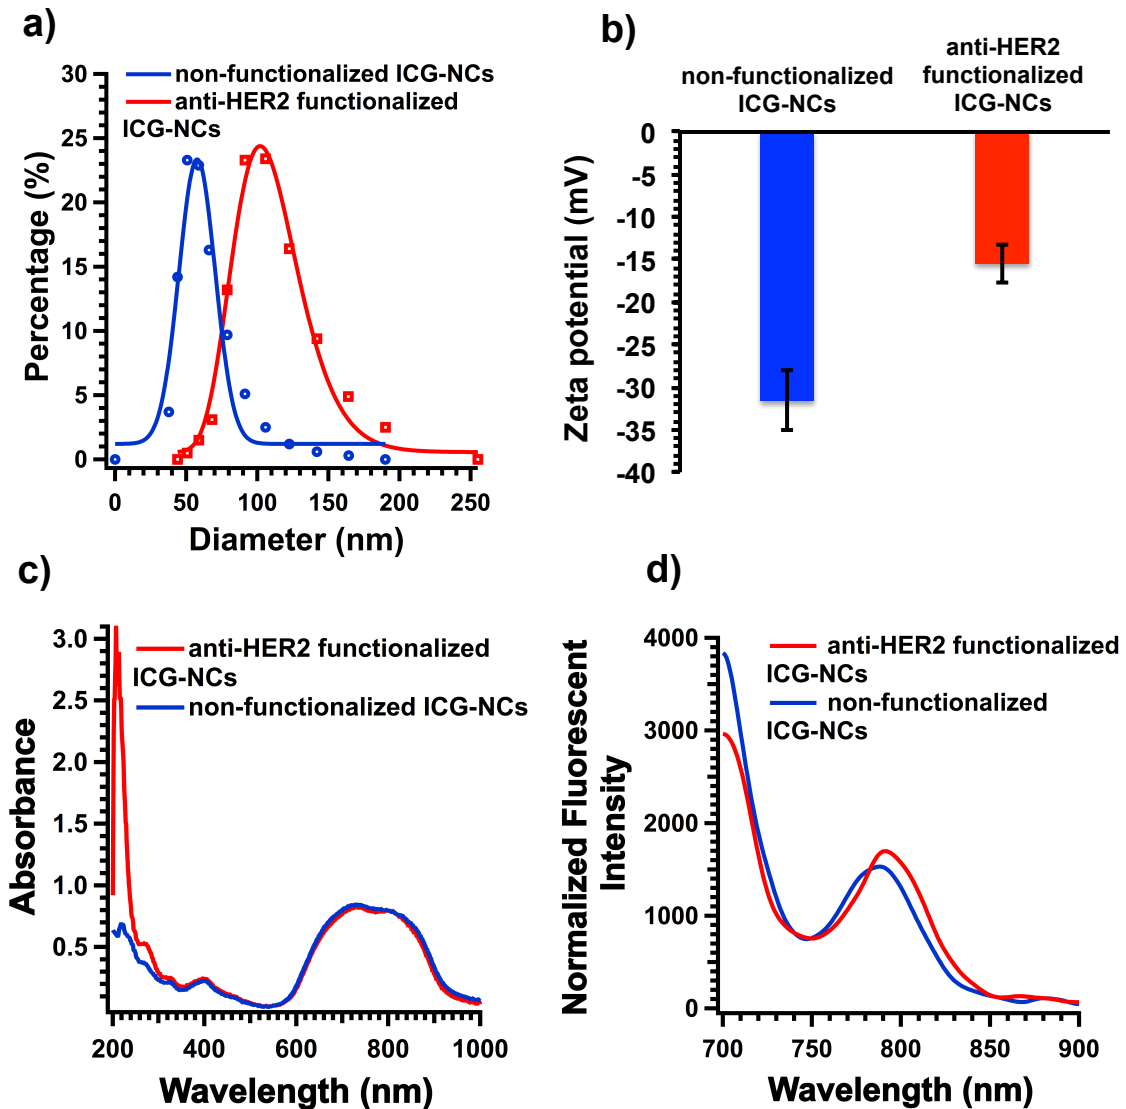 a)
30
25
20
15
10
5
0
Percentage (%)
non-functionalized ICG-NCs
anti-HER2 functionalized
ICG-NCs
0 50 100 150 200 250
Diameter (nm)
b)
non-functionalized
ICG-NCs
anti-HER2
functionalized
ICG-NCs
0
-5
-10
-15
-20
-25
-30
-35
-40
Zeta potential (mV)
c)
3.0
2.5
2.0
1.5
1.0
0.5
Absorbance
anti-HER2 functionalized
ICG-NCs
non-functionalized ICG-NCs
200 400 600 800 1000
Wavelength (nm)
d)
4000
3000
2000
1000
0
Normalized Fluorescent
Intensity
anti-HER2 functionalized
ICG-NCs
non-functionalized
ICG-NCs
700 750 800 850 900
Wavelength (nm)